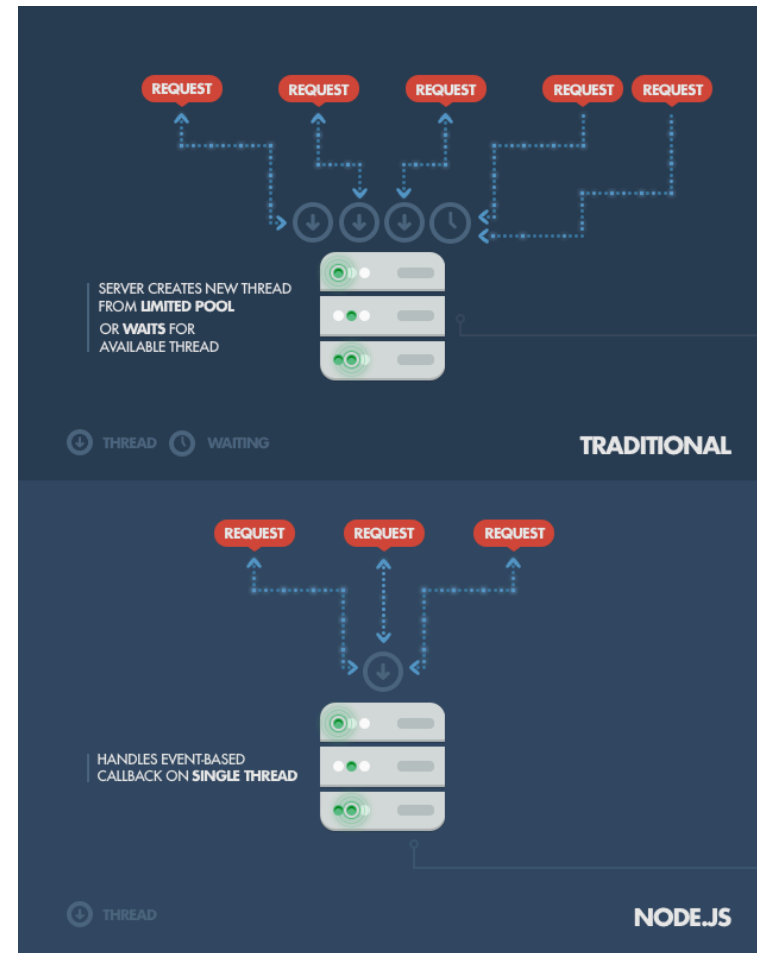 REQUEST REQUEST REQUEST REQUEST REQUEST
SERVER CREATES NEW THREAD
FROM LIMITED POOL
OR WAITS FOR
AVAILABLE THREAD
THREAD WAITING
TRADITIONAL
REQUEST REQUEST REQUEST
HANDLES EVENT-BASED
CALLBACK ON SINGLE THREAD
THREAD
NODE.JS